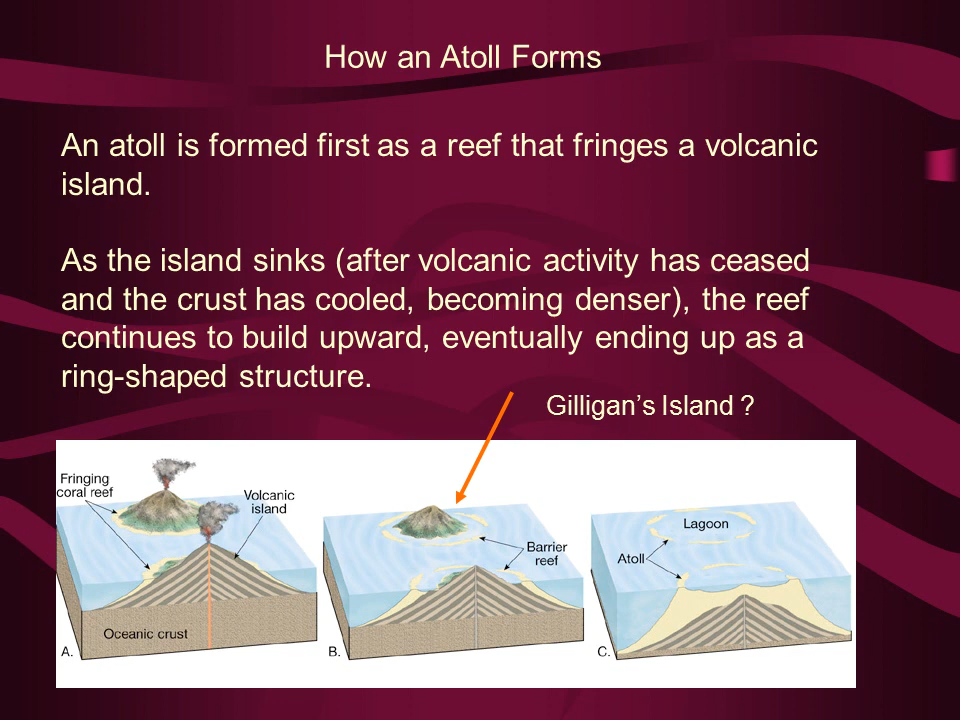 How an Atoll Forms
An atoll is formed first as a reef that fringes a volcanic
island.
As the island sinks (after volcanic activity has ceased
and the crust has cooled, becoming denser), the reef
continues to build upward, eventually ending up as a
ring-shaped structure.
Gilligan’s Island ?
Fringing
coral reef
Volcanic
island
Oceanic crust
A.
Barrier
reef
B.
Lagoon
Atoll
C.